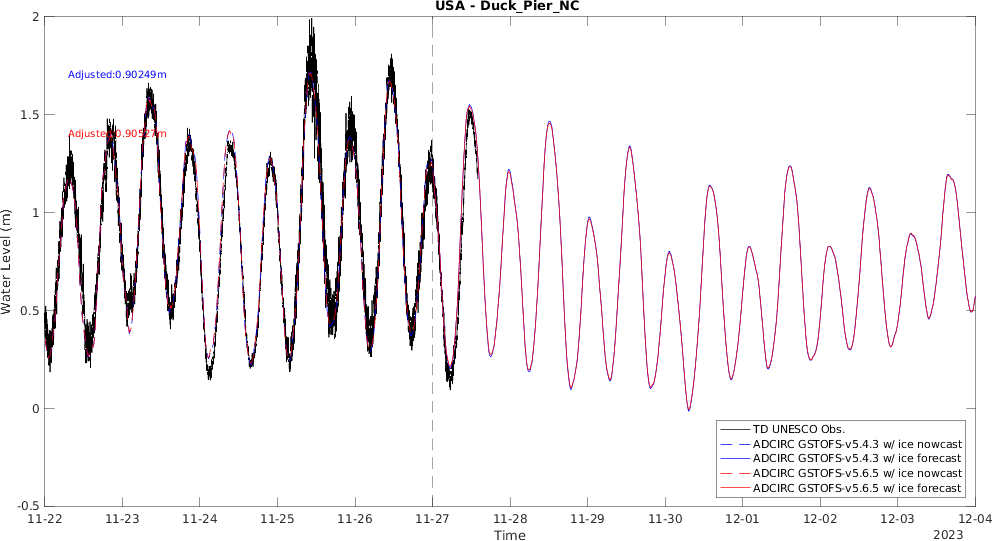 USA - Duck_Pier_NC
Water Level (m)
2
1.5
1
0.5
0
-0.5
Adjusted:0.90249m
Adjusted:0.90527m
TD UNESCO Obs.
ADCIRC GSTOFS-v5.4.3 w/ ice nowcast
ADCIRC GSTOFS-v5.4.3 w/ ice forecast
ADCIRC GSTOFS-v5.6.5 w/ ice nowcast
ADCIRC GSTOFS-v5.6.5 w/ ice forecast
11-22 11-23 11-24 11-25 11-26 11-27 11-28 11-29 11-30 12-01 12-02 12-03 12-04
Time
2023